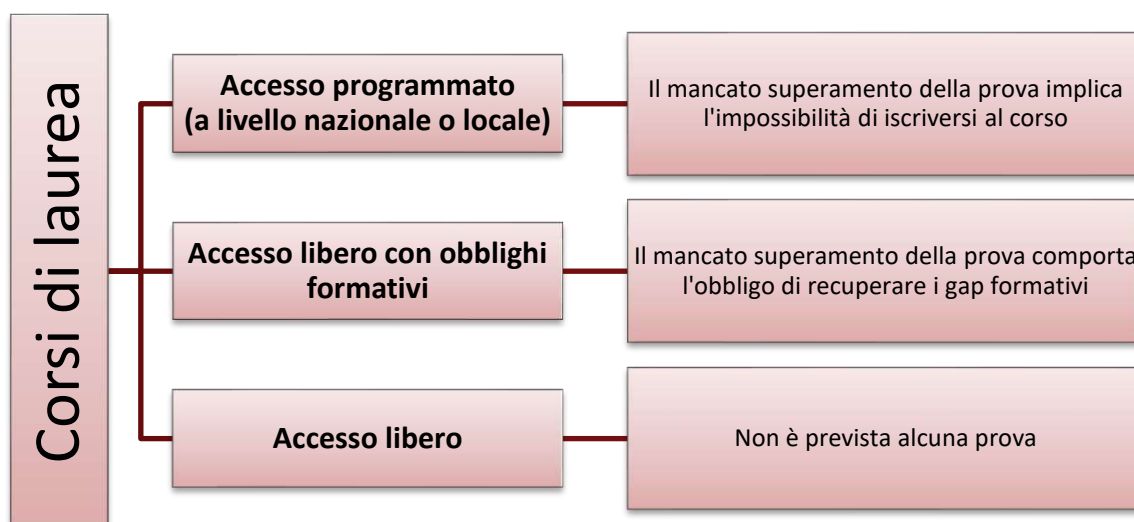 Corsi di laurea
Accesso programmato
(a livello nazionale o locale)
Il mancato superamento della prova implica
l'impossibilità di iscriversi al corso
Accesso libero con obblighi
formativi
Il mancato superamento della prova comporta
l'obbligo di recuperare i gap formativi
Accesso libero
Non è prevista alcuna prova